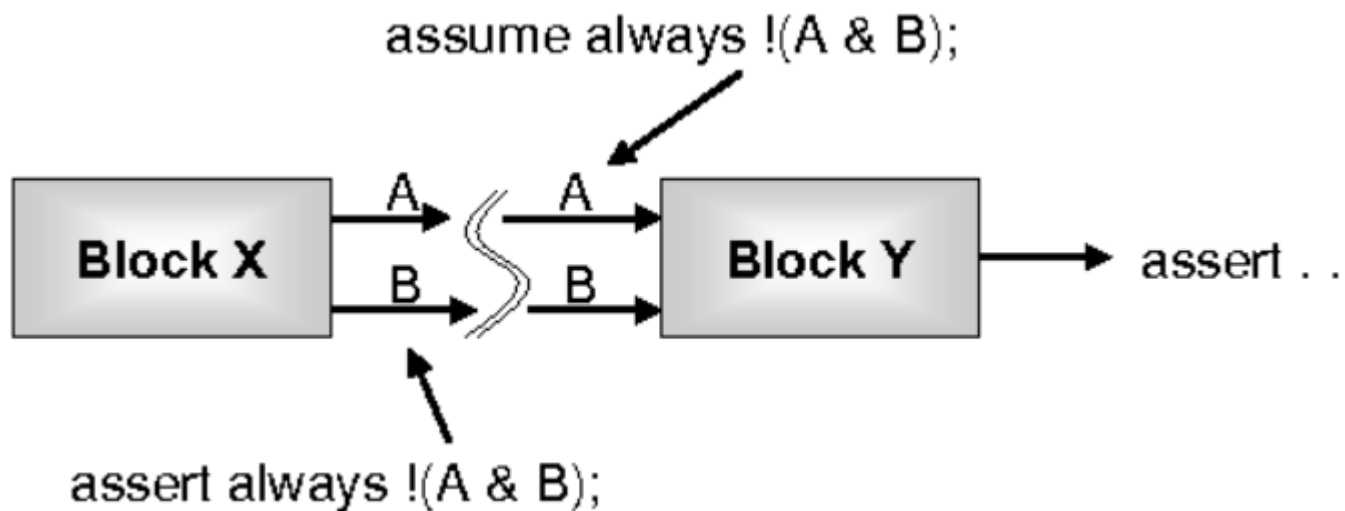 assume always !(A & B);
A
A
Block X
Block Y
assert . .
B
B
assert always !(A & B);